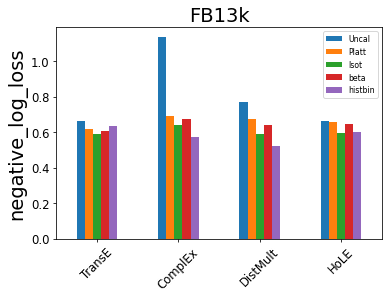 FB13k
negative_log_loss
1.0
0.8
0.6
0.4
0.2
0.0
Uncal
Platt
Isot
beta
histbin
TransE
ComplEx
DistMult
HoLE